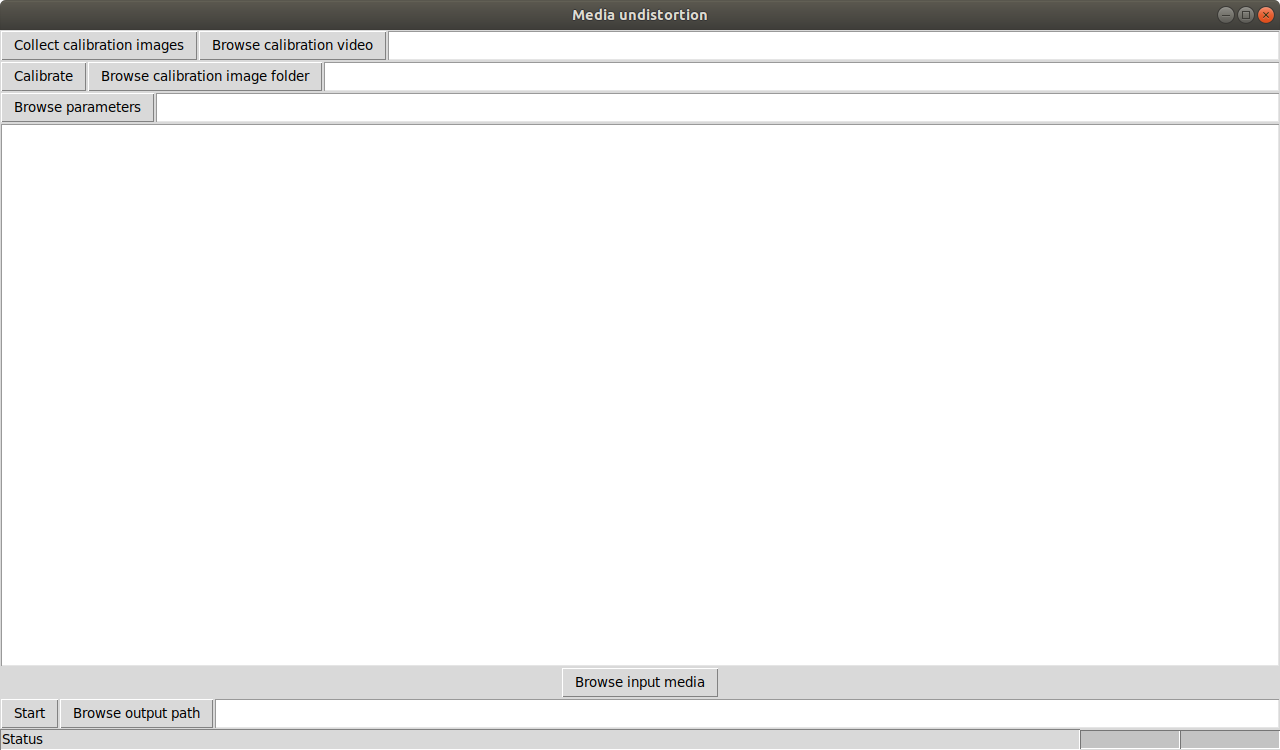 Media undistortion
Collect calibration images Browse calibration video
Calibrate Browse calibration image folder
Browse parameters
Browse input media
Start Browse output path
Status